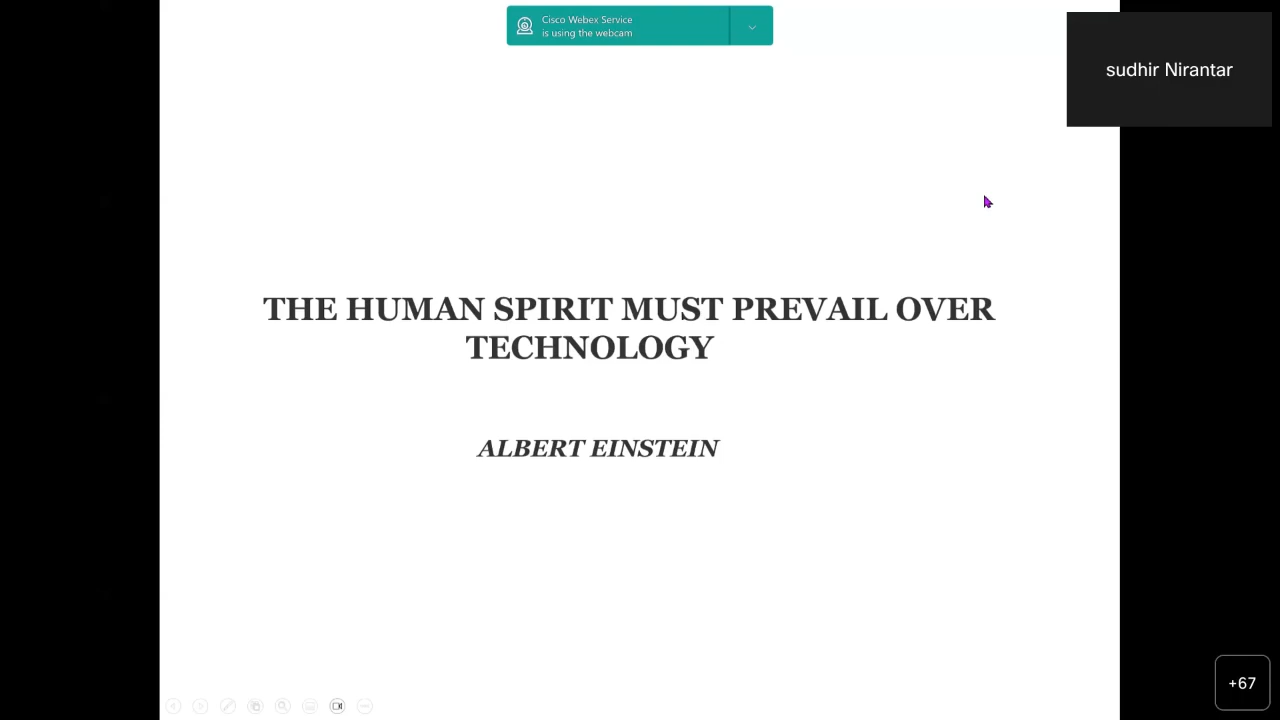 Cisco Webex Service
is using the webcam
sudhir Nirantar
THE HUMAN SPIRIT MUST PREVAIL OVER
TECHNOLOGY
ALBERT EINSTEIN
+67